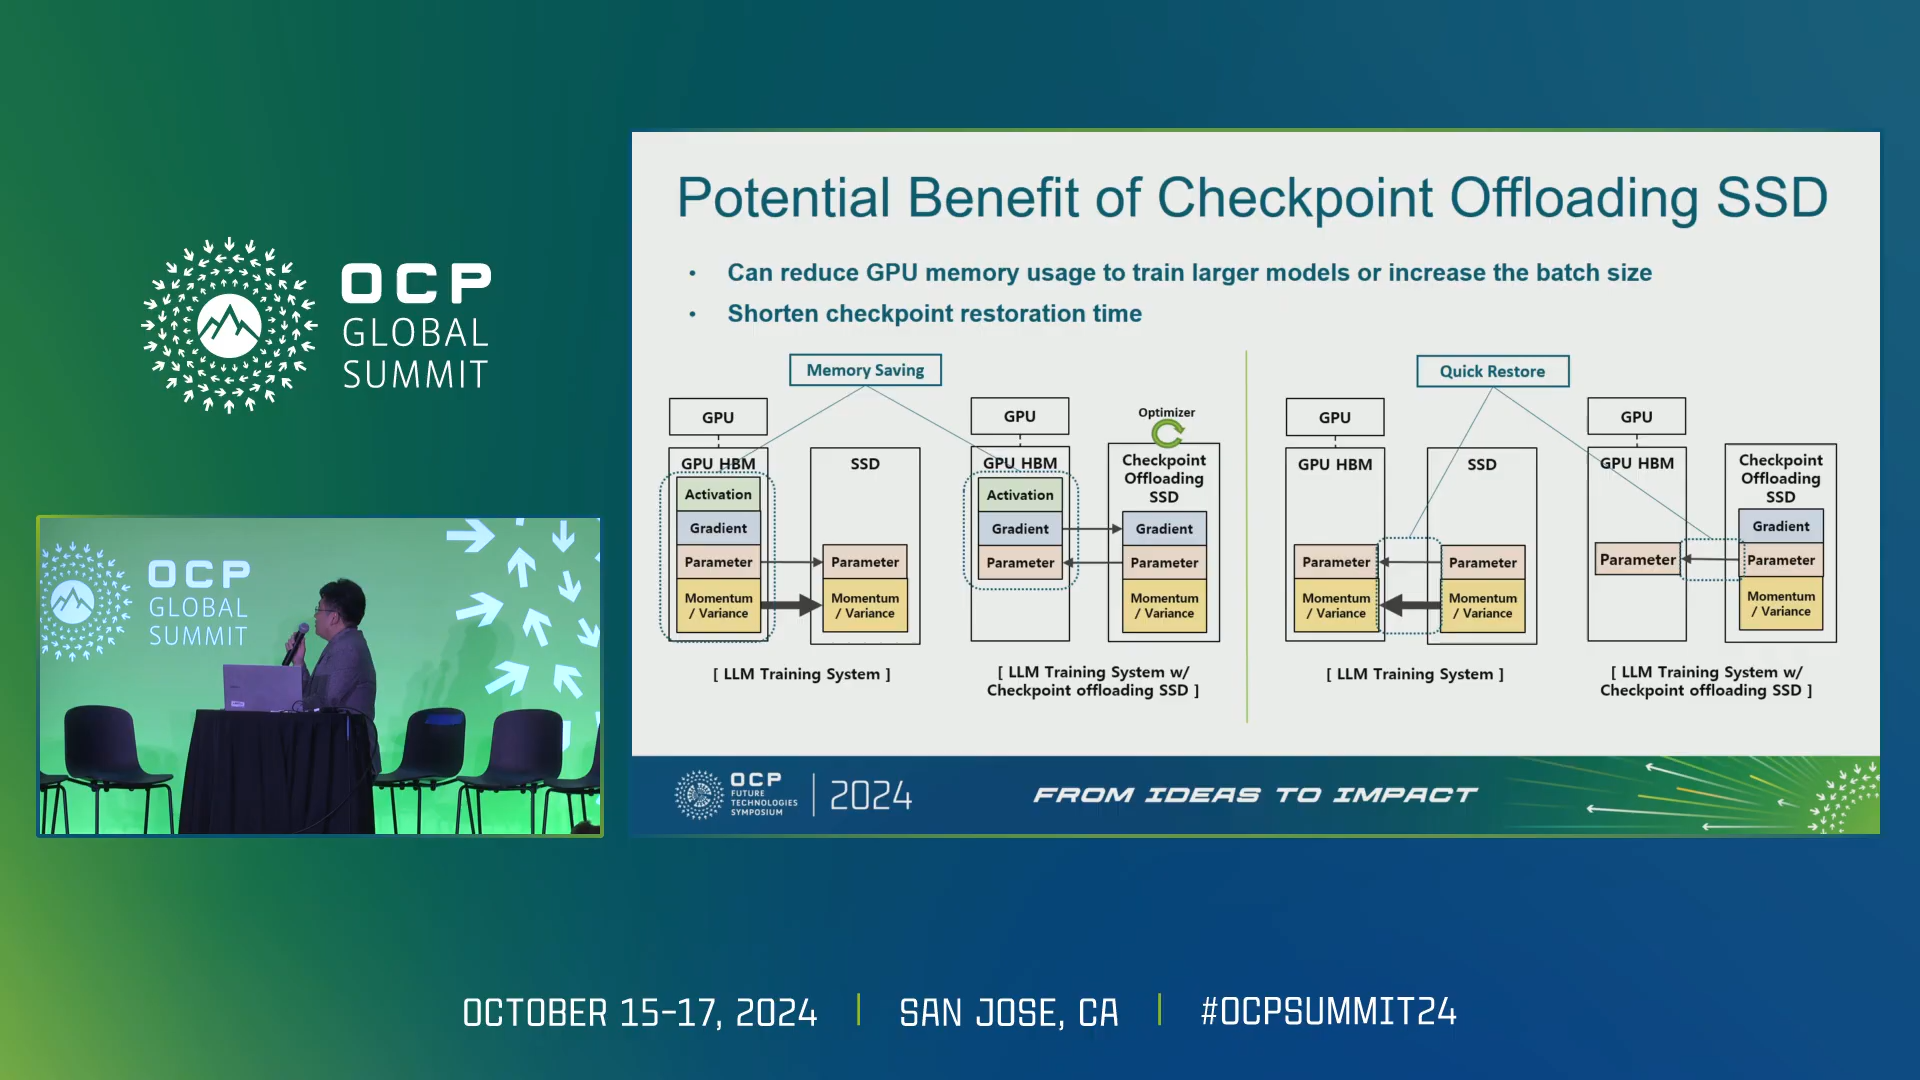 OCP
GLOBAL
SUMMIT
OCP
GLOBAL
SUMMIT
Potential Benefit of Checkpoint Offloading SSD
• Can reduce GPU memory usage to train larger models or increase the batch size
• Shorten checkpoint restoration time
Memory Saving
GPU
GPU HBM
Activation
Gradient
Parameter
Momentum
/ Variance
SSD
Parameter
Momentum
/ Variance
[ LLM Training System ]
GPU
GPU HBM
Activation
Gradient
Parameter
Optimizer
Checkpoint
Offloading
SSD
Gradient
Parameter
Momentum
/ Variance
[ LLM Training System w/
Checkpoint offloading SSD ]
Quick Restore
GPU
GPU HBM
Parameter
Momentum
/ Variance
SSD
Parameter
Momentum
/ Variance
[ LLM Training System ]
GPU
GPU HBM
Parameter
Checkpoint
Offloading
SSD
Gradient
Parameter
Momentum
/ Variance
[ LLM Training System w/
Checkpoint offloading SSD ]
OCP
FUTURE
TECHNOLOGIES
SYMPOSIUM
2024
FROM IDEAS TO IMPACT
OCTOBER 15-17, 2024
SAN JOSE, CA
#OCPSUMMIT24